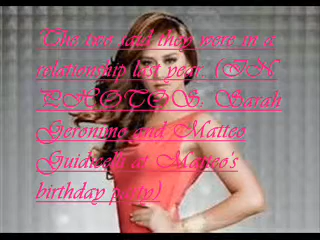 The two said they were in a
relationship last year. (IN
PHOTOS: Sarah
Geronimo and Matteo
Guidicelli at Matteo's
birthday party)